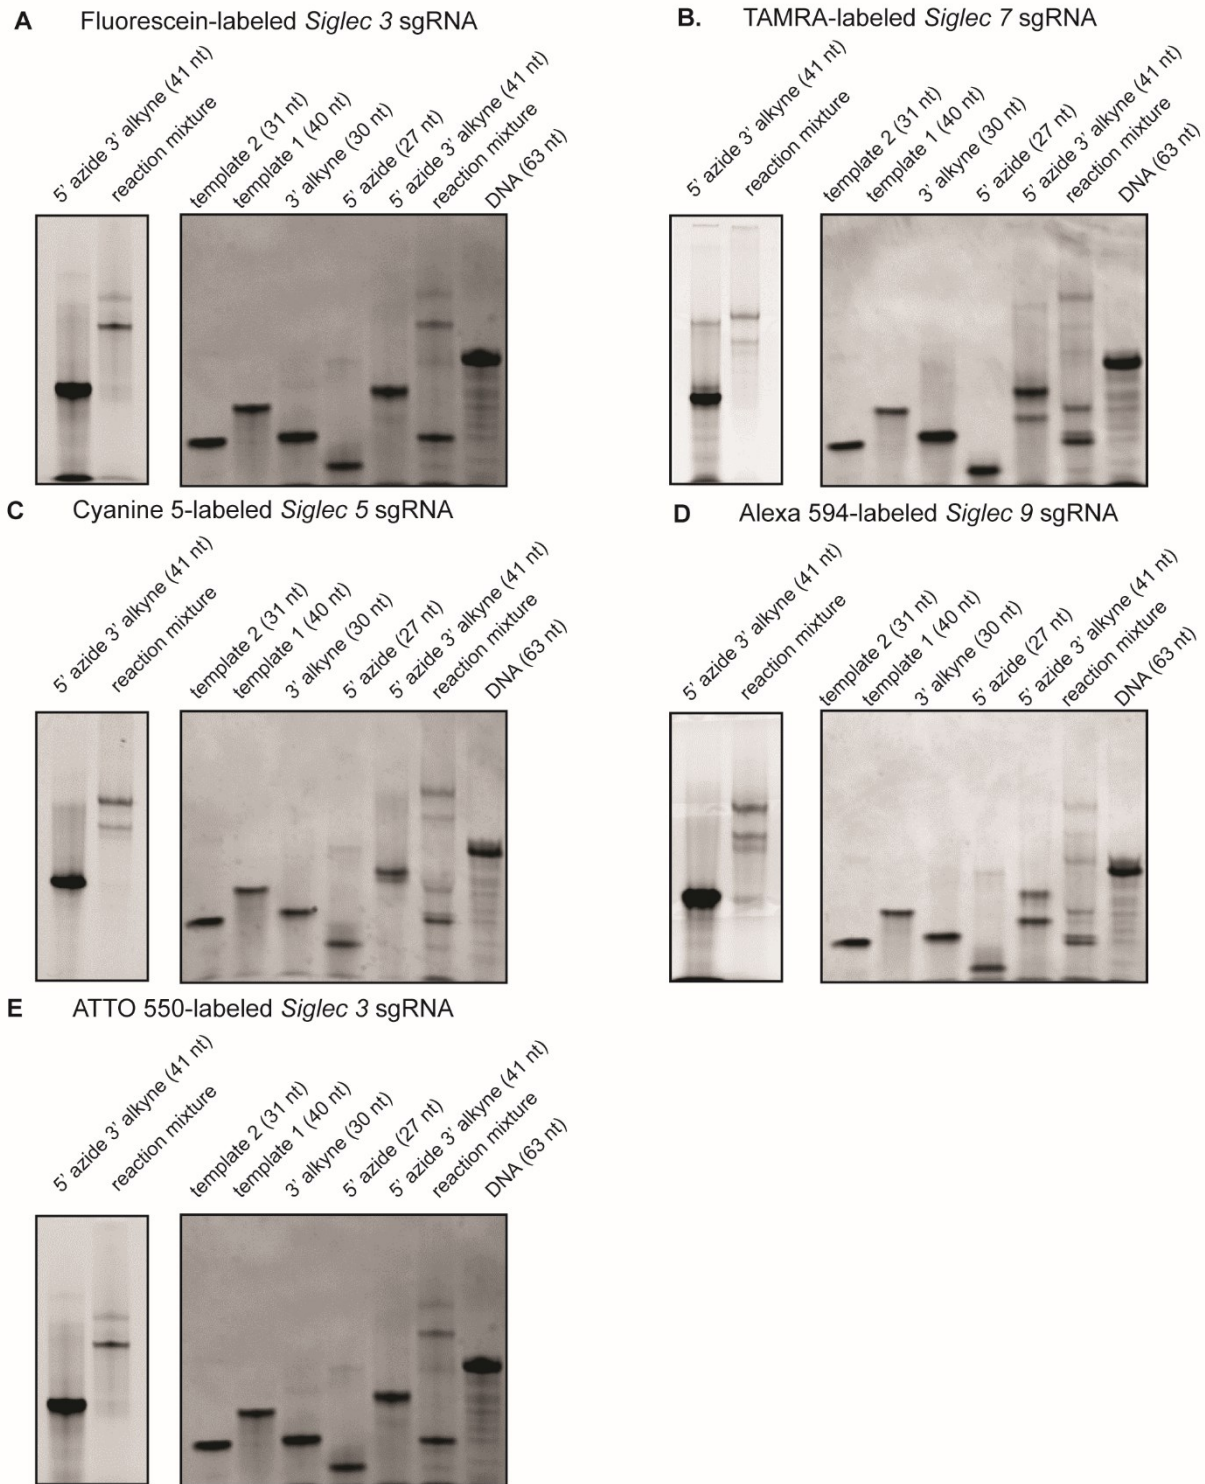 A Fluorescein-labeled Siglec 3 sgRNA
5' azide 3' alkyne (41 nt)
reaction mixture
template 2 (31 nt)
template 1 (40 nt)
3' alkyne (30 nt)
5' azide (27 nt)
5' azide 3' alkyne (41 nt)
reaction mixture
DNA (63 nt)
B. TAMRA-labeled Siglec 7 sgRNA
5' azide 3' alkyne (41 nt)
reaction mixture
template 2 (31 nt)
template 1 (40 nt)
3' alkyne (30 nt)
5' azide (27 nt)
5' azide 3' alkyne (41 nt)
reaction mixture
DNA (63 nt)
C Cyanine 5-labeled Siglec 5 sgRNA
5' azide 3' alkyne (41 nt)
reaction mixture
template 2 (31 nt)
template 1 (40 nt)
3' alkyne (30 nt)
5' azide (27 nt)
5' azide 3' alkyne (41 nt)
reaction mixture
DNA (63 nt)
D Alexa 594-labeled Siglec 9 sgRNA
5' azide 3' alkyne (41 nt)
reaction mixture
template 2 (31 nt)
template 1 (40 nt)
3' alkyne (30 nt)
5' azide (27 nt)
5' azide 3' alkyne (41 nt)
reaction mixture
DNA (63 nt)
E ATTO 550-labeled Siglec 3 sgRNA
5' azide 3' alkyne (41 nt)
reaction mixture
template 2 (31 nt)
template 1 (40 nt)
3' alkyne (30 nt)
5' azide (27 nt)
5' azide 3' alkyne (41 nt)
reaction mixture
DNA (63 nt)